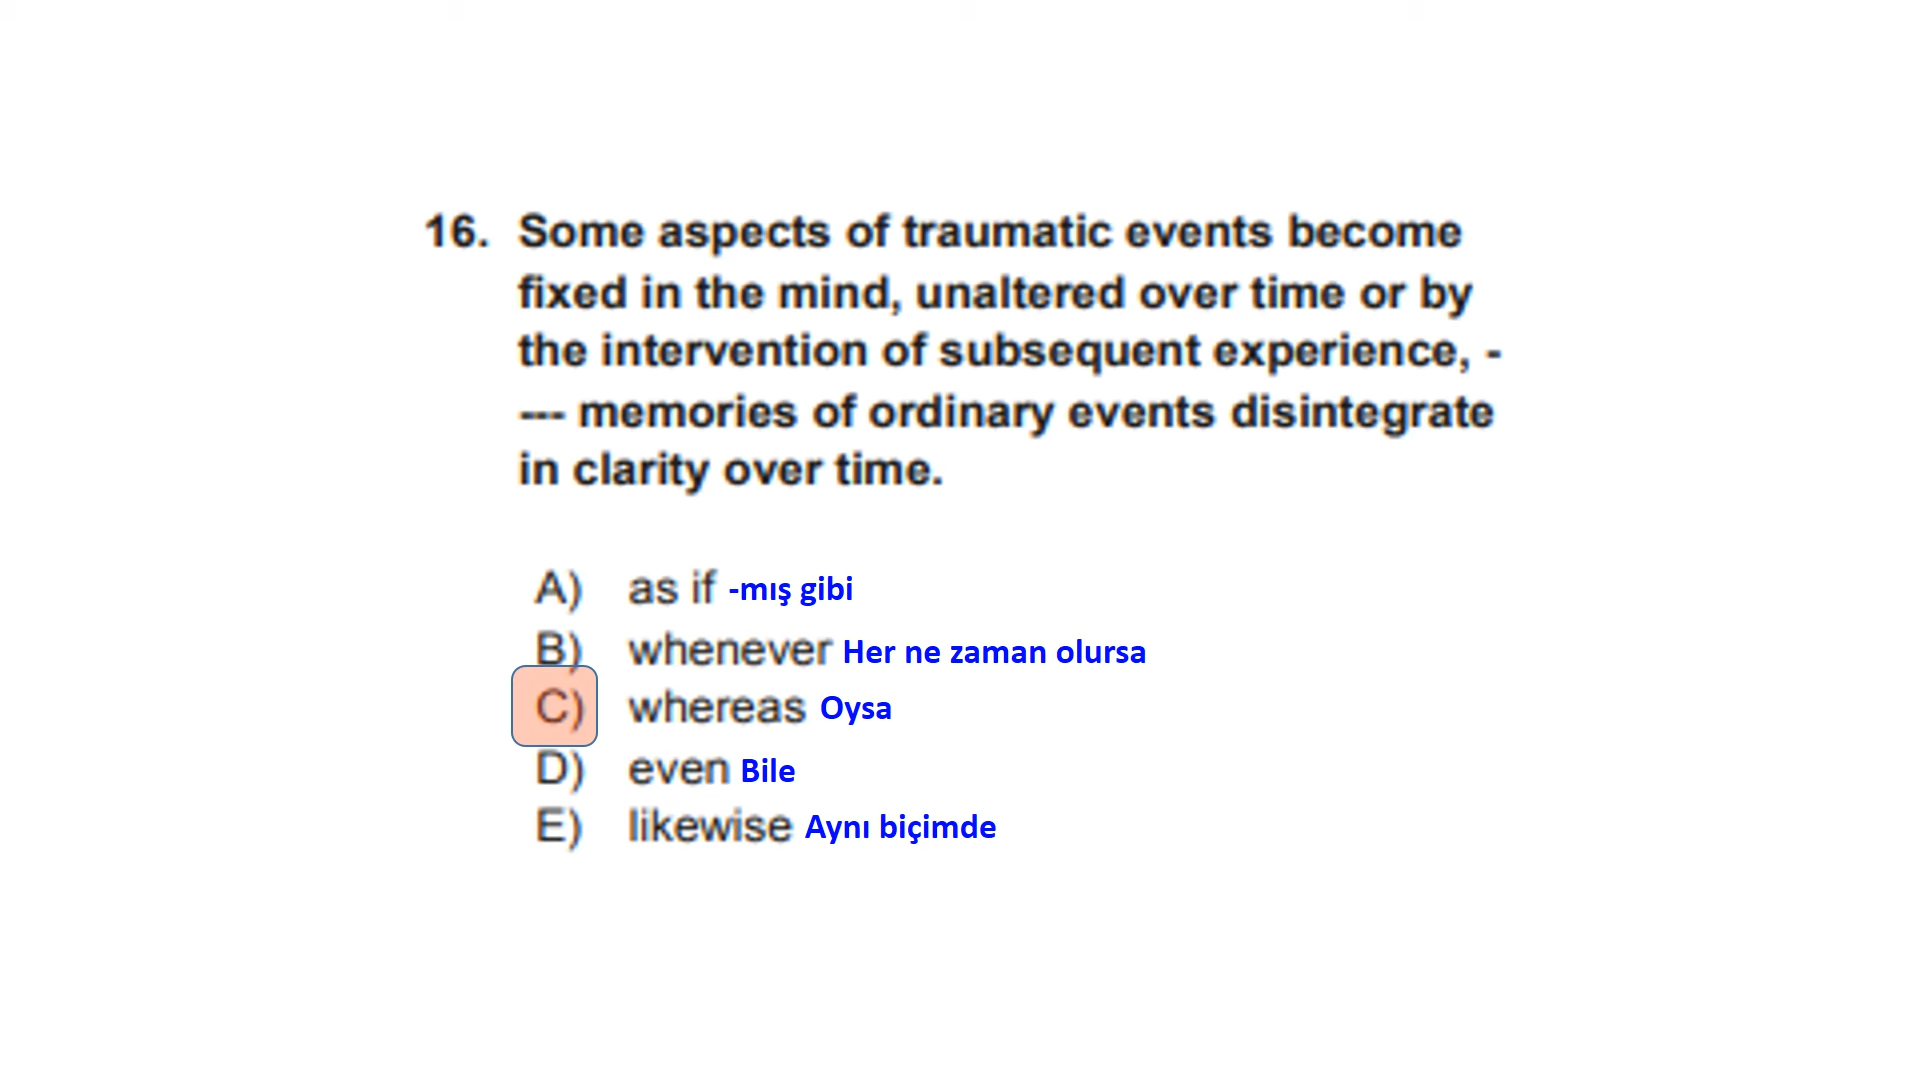 16. Some aspects of traumatic events become
fixed in the mind, unaltered over time or by
the intervention of subsequent experience, -
--- memories of ordinary events disintegrate
in clarity over time.
A) as if -mış gibi
B) whenever Her ne zaman olursa
C) whereas Oysa
D) even Bile
E) likewise Aynı biçimde